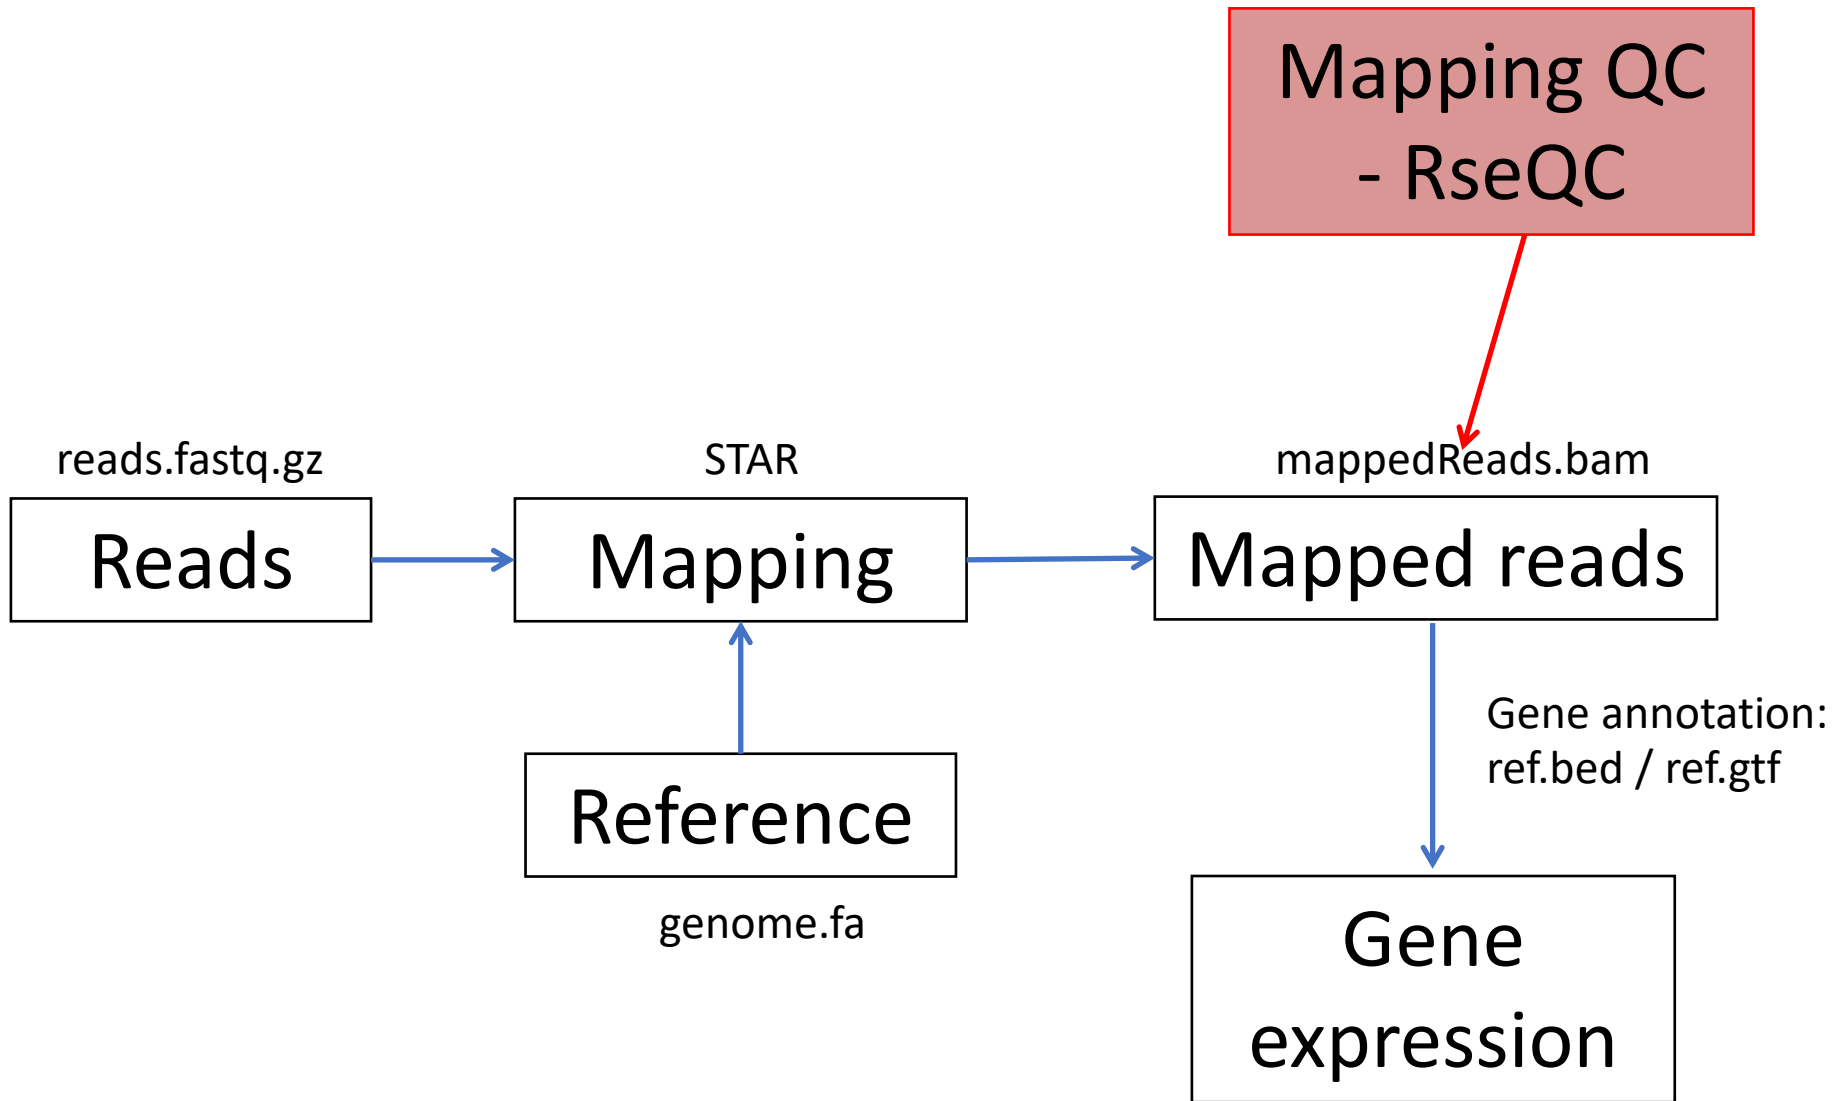 Mapping QC
- RseQC
reads.fastq.gz
STAR
mappedReads.bam
Reads
Mapping
Mapped reads
Gene annotation:
ref.bed / ref.gtf
Reference
genome.fa
Gene
expression